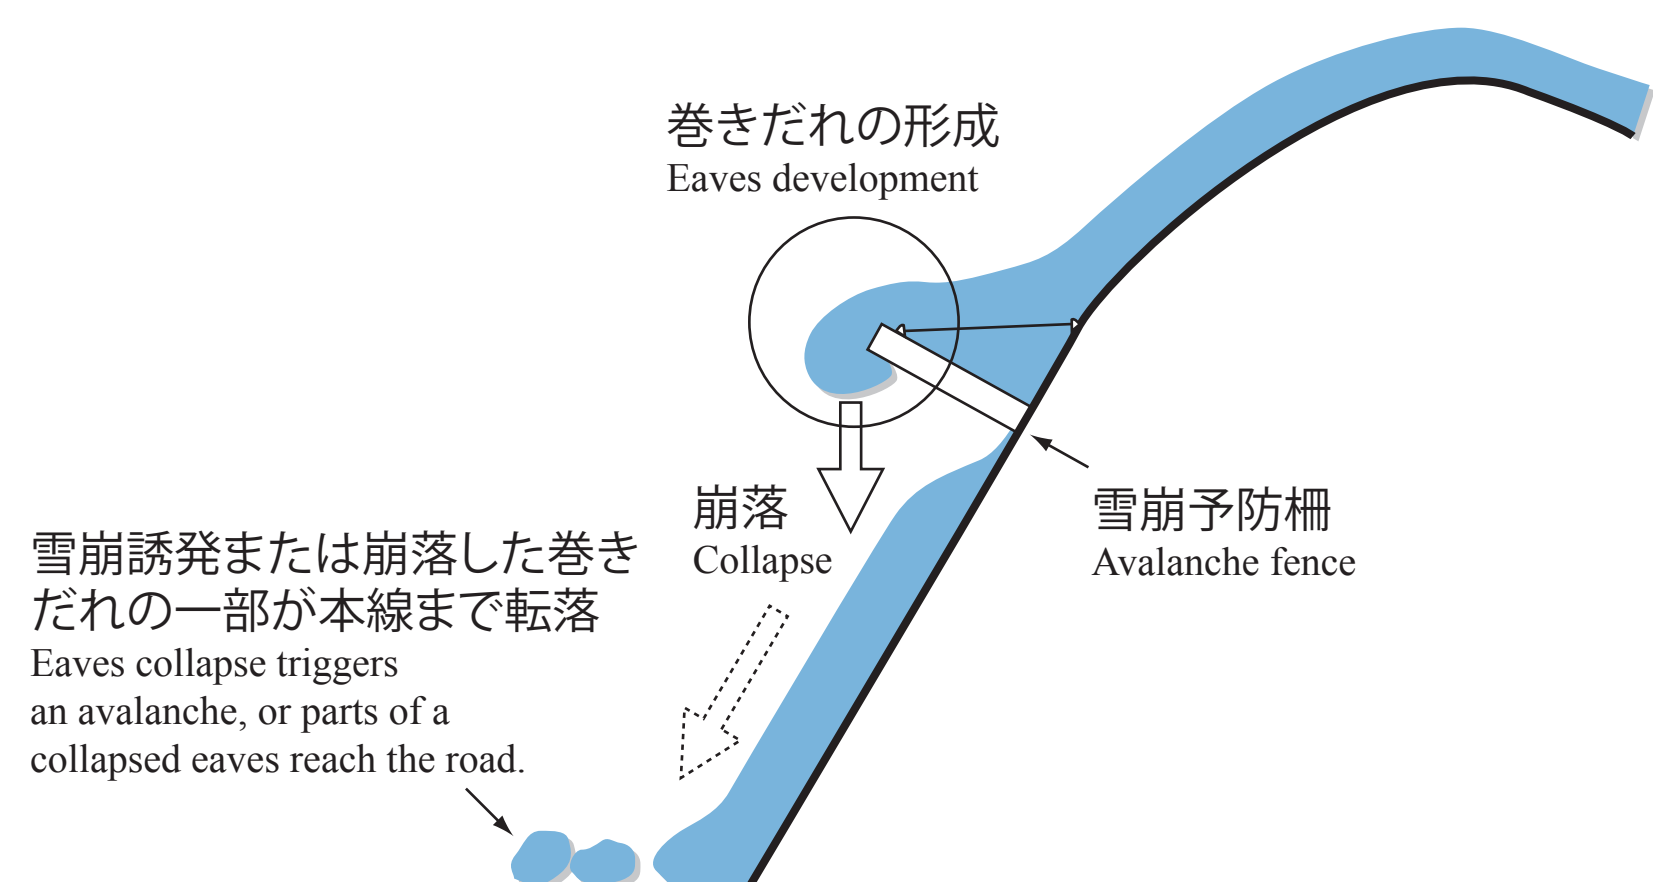 巻きだれの形成
Eaves development
崩落
Collapse
雪崩予防柵
Avalanche fence
雪崩誘発または崩落した巻き
だれの一部が本線まで転落
Eaves collapse triggers
an avalanche, or parts of a
collapsed eaves reach the road.